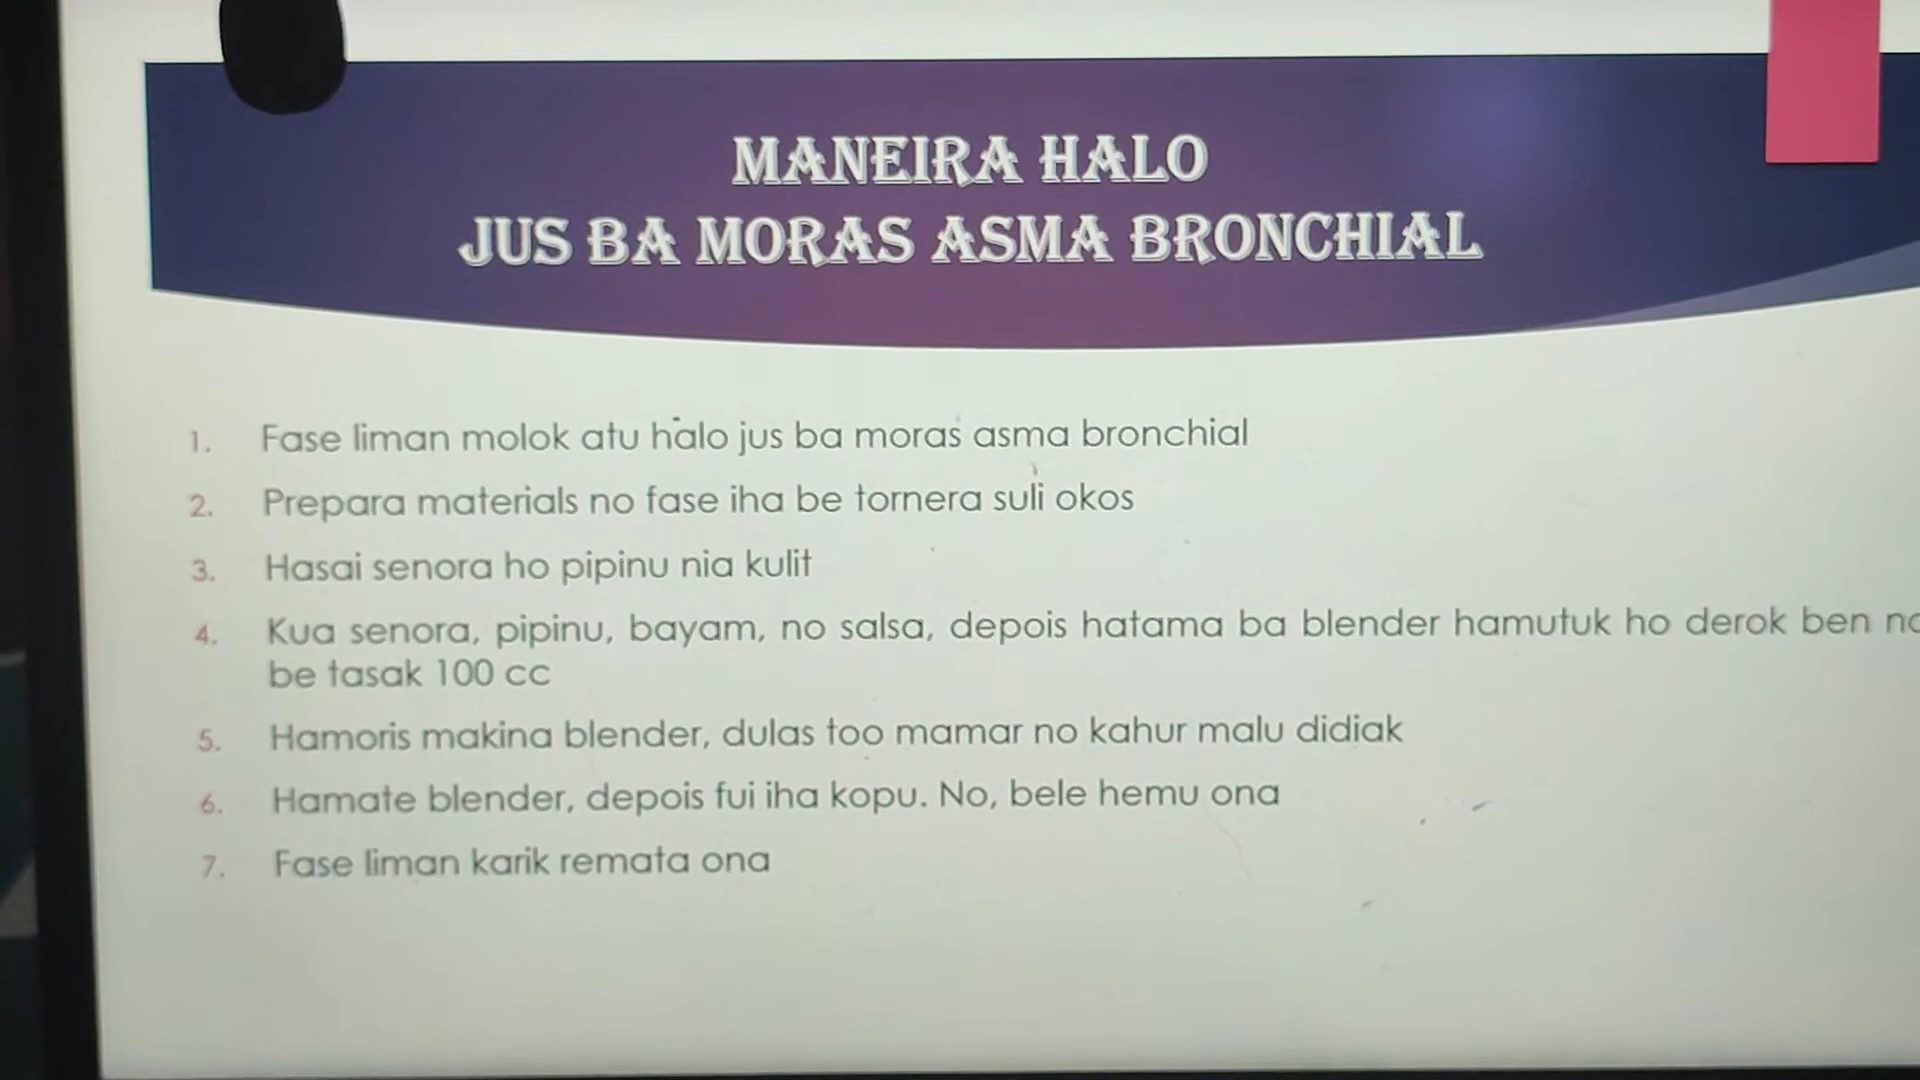 MANEIRA HALO
JUS BA MORAS ASMA BRONCHIAL
1. Fase liman molok atu halo jus ba moras asma bronchial
2. Prepara materials no fase iha be tornera suli okos
3. Hasai senora ho pipinu nia kulit
4. Kua senora, pipinu, bayam, no salsa, depois hatama ba blender hamutuk ho derok ben
be tasak 100 cc
5. Hamoris makina blender, dulas too mamar no kahur malu didiak
6. Hamate blender, depois fui iha kopu. No, bele hemu ona
7. Fase liman karik remata ona